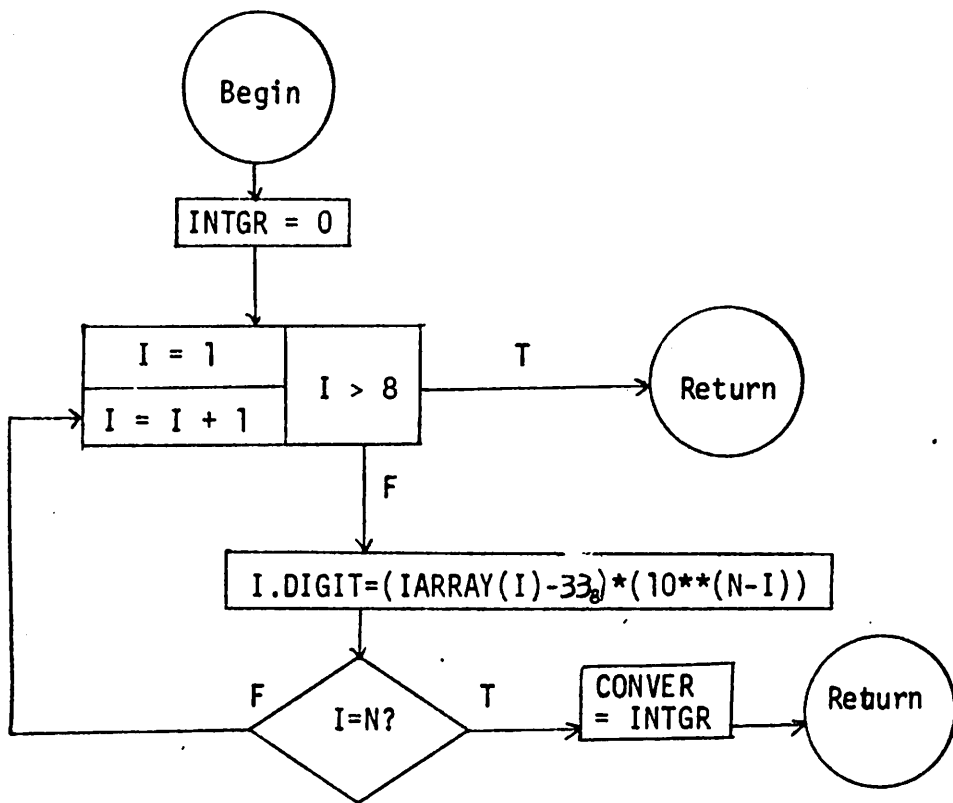 Begin
INTGR = 0
I = 1
I = I + 1
I > 8
T
Return
F
I.DIGIT=(IARRAY(I)-33₈)*(10**(N-I))
F
I=N?
T
CONVER
= INTGR
Return